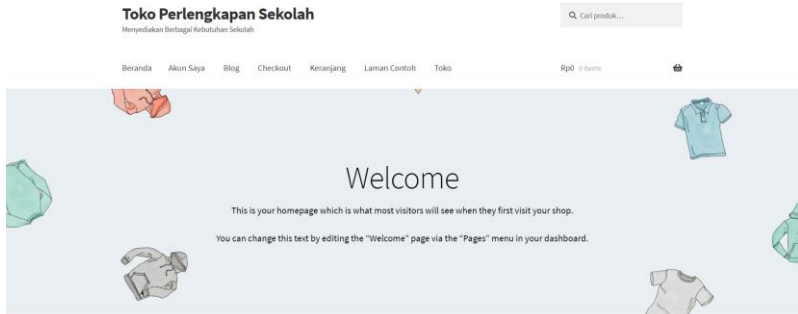 Toko Perlengkapan Sekolah
Menyediakan Berbagai Kebutuhan Sekolah
Cari produk...
Beranda Akun Saya Blog Checkout Keranjang Laman Contoh Toko
Rp0 0 items
Welcome
This is your homepage which is what most visitors will see when they first visit your shop.
You can change this text by editing the "Welcome" page via the "Pages" menu in your dashboard.